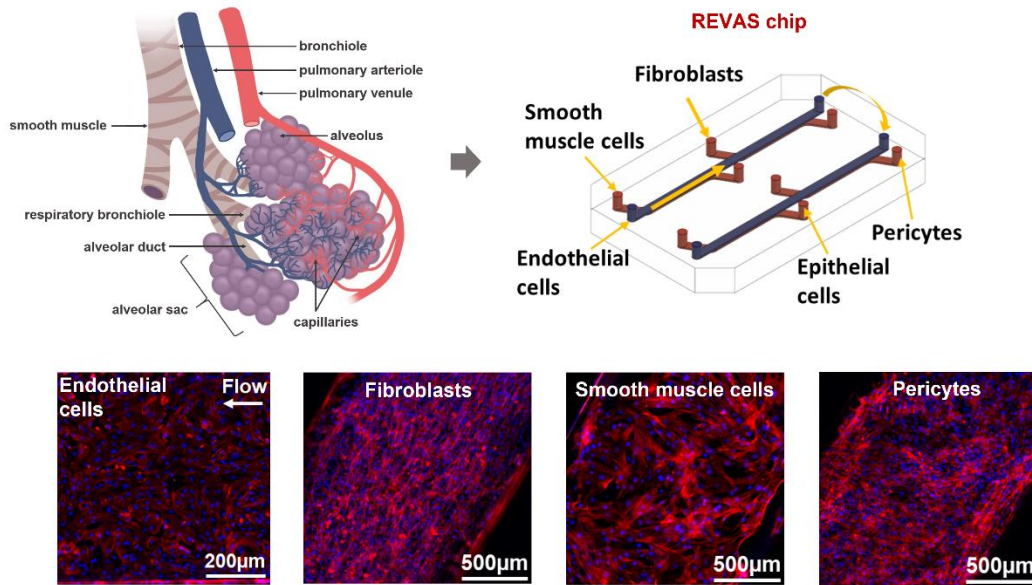 bronchiole
pulmonary arteriole
pulmonary venule
smooth muscle
alveolus
respiratory bronchiole
alveolar duct
alveolar sac
capillaries
REVAS chip
Fibroblasts
Smooth
muscle cells
Endothelial
cells
Epithelial
cells
Pericytes
Endothelial
cells
Flow
200μm
Fibroblasts
500μm
Smooth muscle cells
500μm
Pericytes
500μm